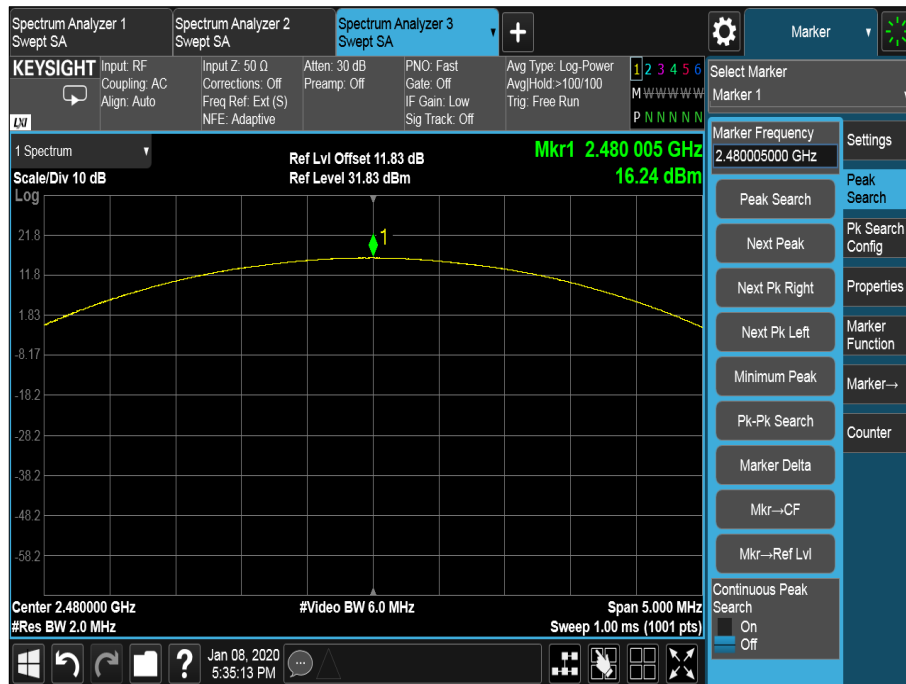 Spectrum Analyzer 1
Swept SA
Spectrum Analyzer 2
Swept SA
Spectrum Analyzer 3
Swept SA
Marker
KEYSIGHT
LXI
Input: RF
Coupling: AC
Align: Auto
Input Z: 50 Ω
Corrections: Off
Freq Ref: Ext (S)
NFE: Adaptive
Atten: 30 dB
Preamp: Off
PNO: Fast
Gate: Off
IF Gain: Low
Sig Track: Off
Avg Type: Log-Power
Avg|Hold:>100/100
Trig: Free Run
1 2 3 4 5 6
M W W W W W
P N N N N N
Select Marker
Marker 1
1 Spectrum
Scale/Div 10 dB
Log
Ref Lvl Offset 11.83 dB
Ref Level 31.83 dBm
Mkr1 2.480 005 GHz
16.24 dBm
1
21.8
11.8
1.83
-8.17
-18.2
-28.2
-38.2
-48.2
-58.2
Center 2.480000 GHz
#Res BW 2.0 MHz
#Video BW 6.0 MHz
Span 5.000 MHz
Sweep 1.00 ms (1001 pts)
Marker Frequency
2.480005000 GHz
Peak Search
Next Peak
Next Pk Right
Next Pk Left
Minimum Peak
Pk-Pk Search
Marker Delta
Mkr→CF
Mkr→Ref Lvl
Continuous Peak
Search
On
Off
Settings
Peak
Search
Pk Search
Config
Properties
Marker
Function
Marker→
Counter
Jan 08, 2020
5:35:13 PM